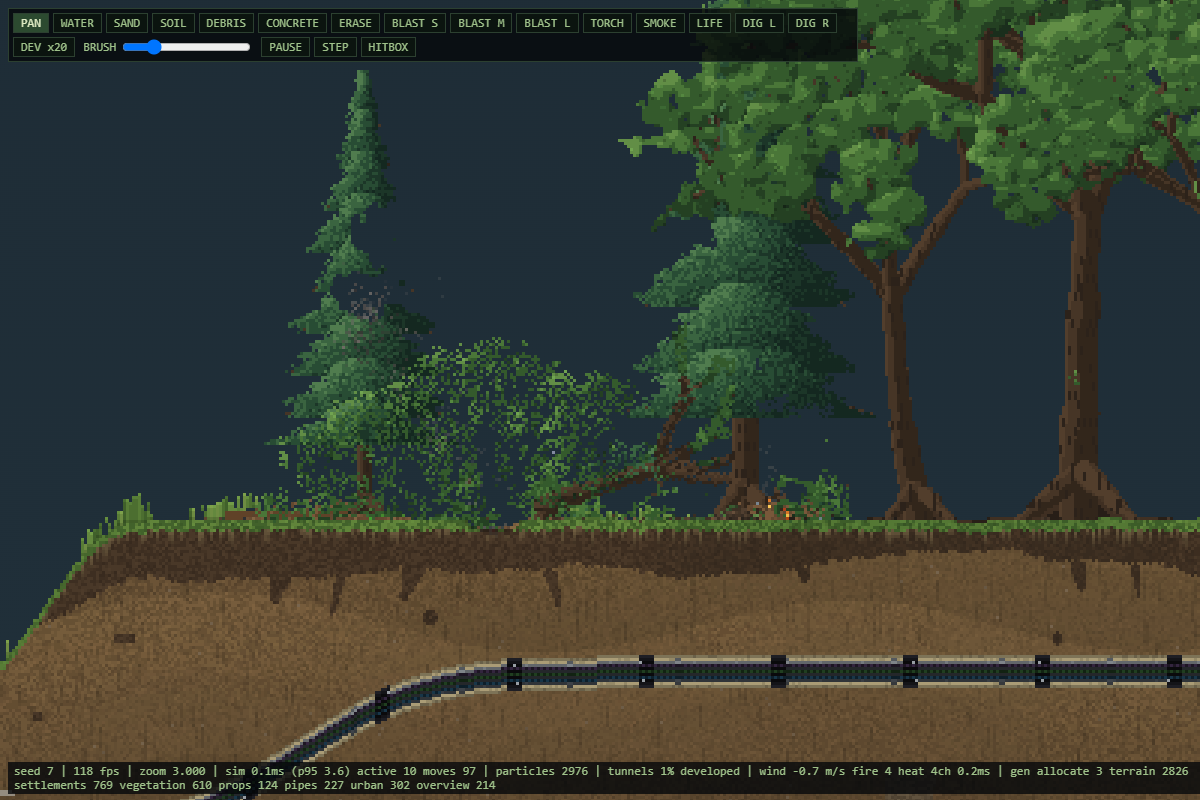 PAN WATER SAND SOIL DEBRIS CONCRETE ERASE BLAST S BLAST M BLAST L TORCH SMOKE LIFE DIG L DIG R
DEV x20 BRUSH PAUSE STEP HITBOX
seed 7 | 118 fps | zoom 3.000 | sim 0.1ms (p95 3.6) active 10 moves 97 | particles 2976 | tunnels 1% developed | wind -0.7 m/s fire 4 heat 4ch 0.2ms | gen allocate 3 terrain 2826
settlements 769 vegetation 610 props 124 pipes 227 urban 302 overview 214